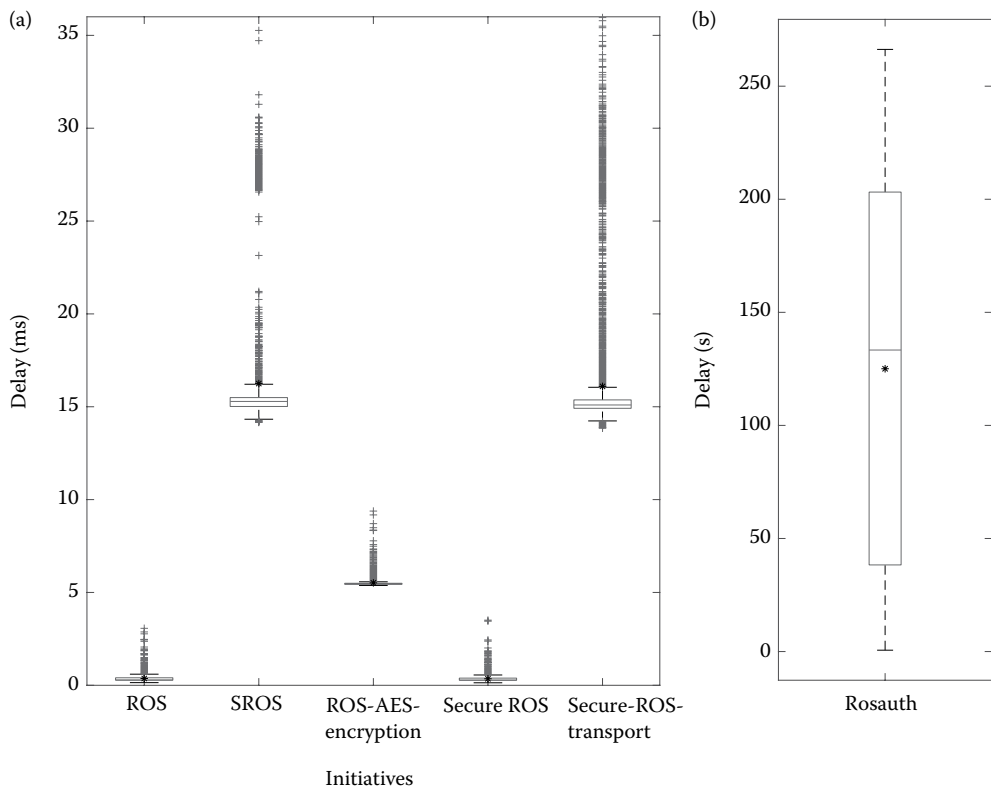 (a)
35
30
25
20
15
10
5
0
Delay (ms)
ROS
SROS
ROS-AES-
encryption
Secure ROS
Secure-ROS-
transport
Initiatives
(b)
250
200
150
100
50
0
Delay (s)
Rosauth